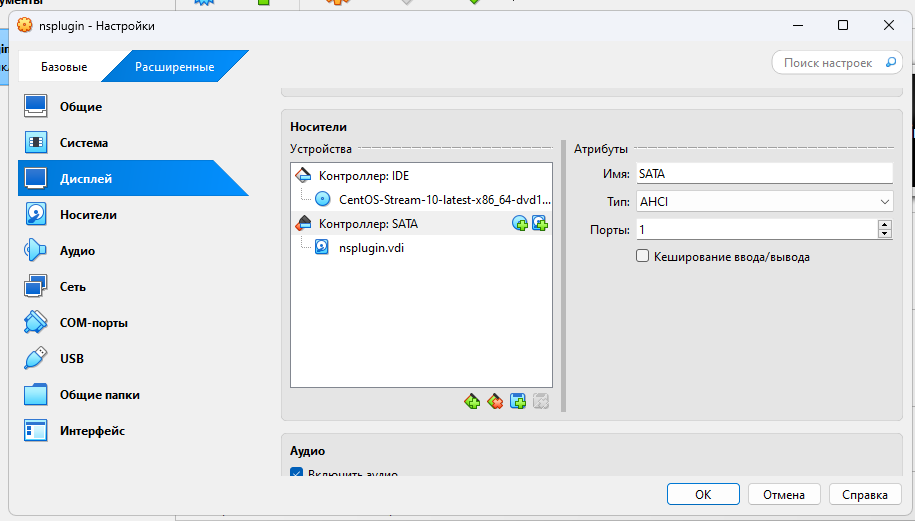 nsplugin - Настройки
Базовые
Расширенные
Поиск настроек
Общие
Система
Дисплей
Носители
Аудио
Сеть
COM-порты
USB
Общие папки
Интерфейс
Носители
Устройства
Контроллер: IDE
CentOS-Stream-10-latest-x86_64-dvd1...
Контроллер: SATA
nsplugin.vdi
Атрибуты
Имя: SATA
Тип: AHCI
Порты: 1
Кеширование ввода/вывода
Аудио
Включить аудио
OK
Отмена
Справка